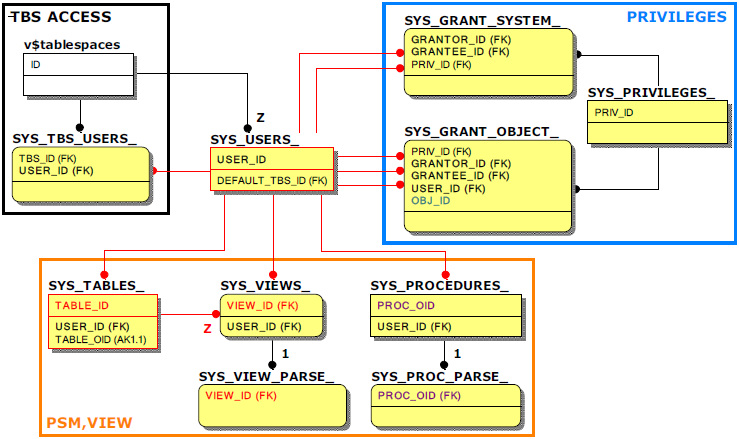 TBS ACCESS
v$tablespaces
ID
Z
SYS_TBS_USERS_
TBS_ID (FK)
USER_ID (FK)
SYS_USERS_
USER_ID
DEFAULT_TBS_ID (FK)
PRIVILEGES
SYS_GRANT_SYSTEM_
GRANTOR_ID (FK)
GRANTEE_ID (FK)
PRIV_ID (FK)
SYS_PRIVILEGES_
PRIV_ID
SYS_GRANT_OBJECT_
PRIV_ID (FK)
GRANTOR_ID (FK)
GRANTEE_ID (FK)
USER_ID (FK)
OBJ_ID
SYS_TABLES_
TABLE_ID
USER_ID (FK)
TABLE_OID (AK1.1)
Z
SYS_VIEWS_
VIEW_ID (FK)
USER_ID (FK)
1
SYS_VIEW_PARSE_
VIEW_ID (FK)
SYS_PROCEDURES_
PROC_OID
USER_ID (FK)
1
SYS_PROC_PARSE_
PROC_OID (FK)
PSM,VIEW